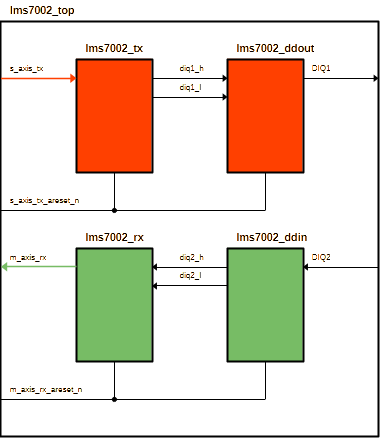 lms7002_top
lms7002_tx
lms7002_ddout
s_axis_tx
diq1_h
DIQ1
diq1_l
s_axis_tx_areset_n
lms7002_rx
lms7002_ddin
m_axis_rx
diq2_h
DIQ2
diq2_l
m_axis_rx_areset_n